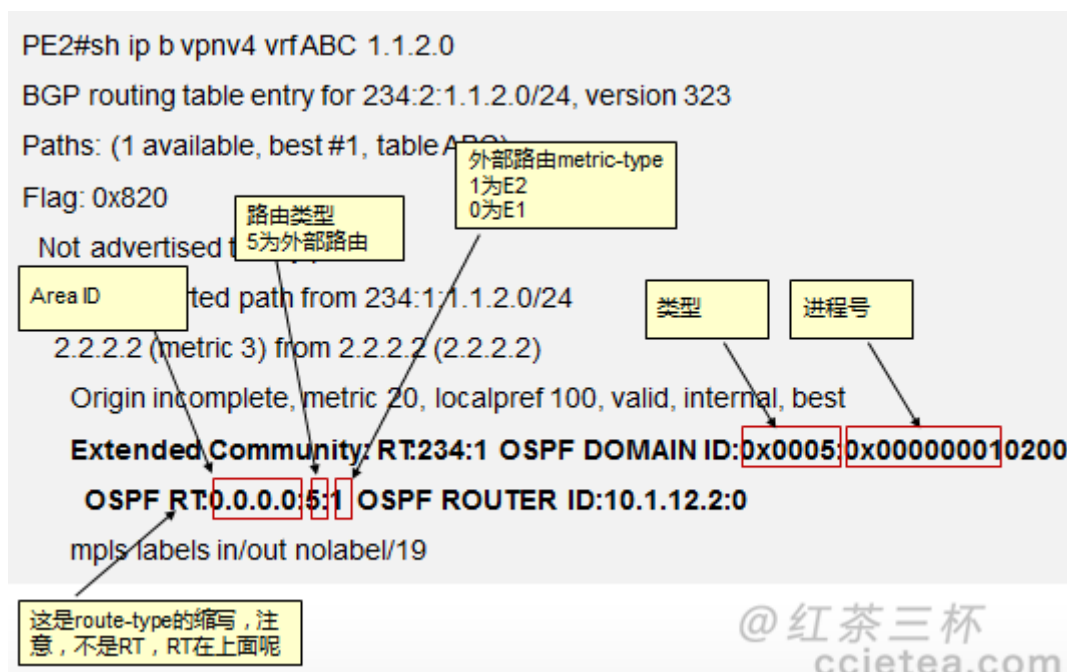 PE2#sh ip b vpnv4 vrf ABC 1.1.2.0
BGP routing table entry for 234:2:1.1.2.0/24, version 323
Paths: (1 available, best #1, table ABC)
外部路由metric-type
1为E2
0为E1
Flag: 0x820
路由类型
5为外部路由
Not advertised t
Area ID
ted path from 234:1:1.1.2.0/24
类型
进程号
2.2.2.2 (metric 3) from 2.2.2.2 (2.2.2.2)
Origin incomplete, metric 20, localpref 100, valid, internal, best
Extended Community: RT:234:1 OSPF DOMAIN ID:0x0005:0x000000010200
OSPF RT:0.0.0.0:5:1 OSPF ROUTER ID:10.1.12.2:0
mpls labels in/out nolabel/19
这是route-type的缩写，注
意，不是RT，RT在上面呢
@红茶三杯
ccietea.com